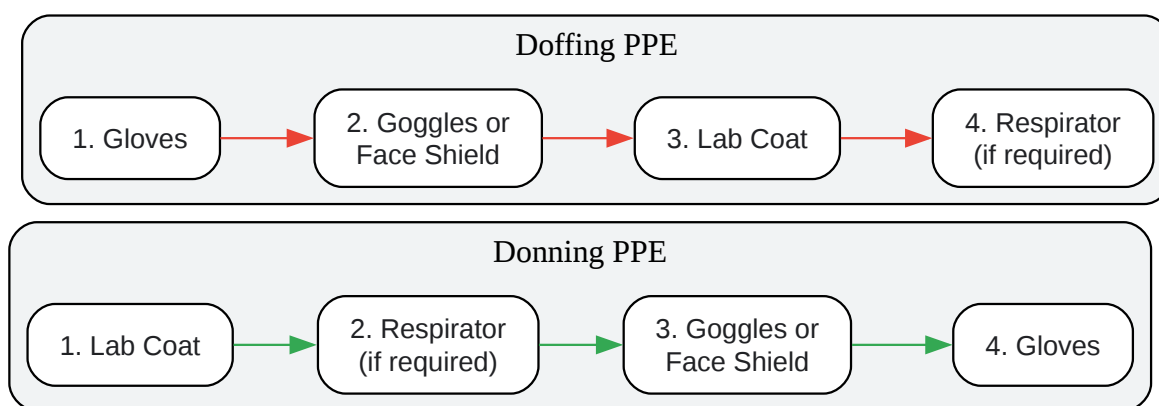 Doffing PPE
1. Gloves
2. Goggles or
Face Shield
3. Lab Coat
4. Respirator
(if required)
Donning PPE
1. Lab Coat
2. Respirator
(if required)
3. Goggles or
Face Shield
4. Gloves